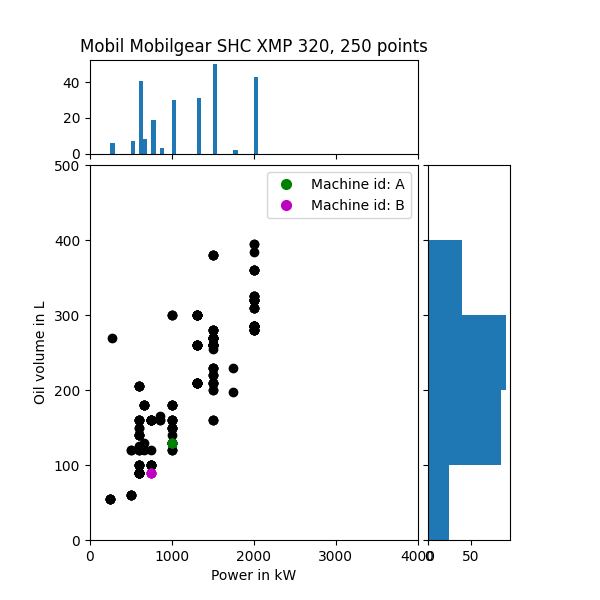 Mobil Mobilgear SHC XMP 320, 250 points
40
20
0
500
400
300
200
100
0
Oil volume in L
Machine id: A
Machine id: B
0 1000 2000 3000 4000
0 50
Power in kW